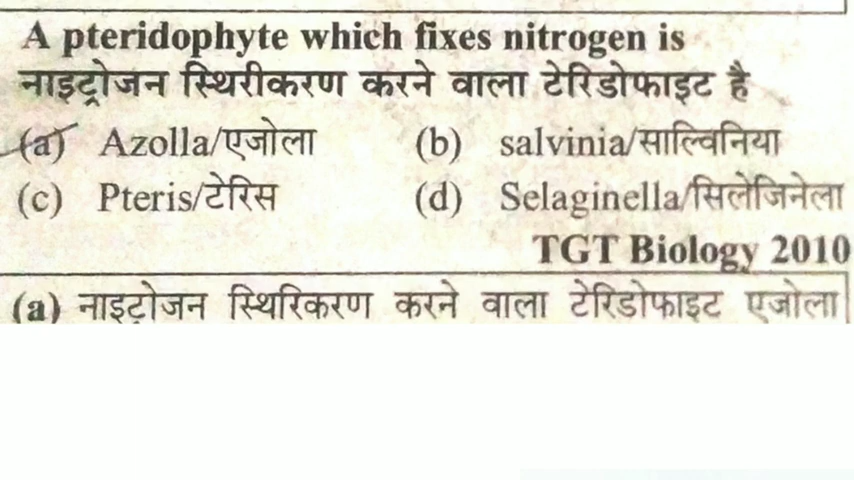 A pteridophyte which fixes nitrogen is
नाइट्रोजन स्थिरीकरण करने वाला टेरिडोफाइट है
(a) Azolla/एजोला (b) salvinia/साल्विनिया
(c) Pteris/टेरिस (d) Selaginella/सिलेजिनेला
TGT Biology 2010
(a) नाइट्रोजन स्थिरिकरण करने वाला टेरिडोफाइट एजोला